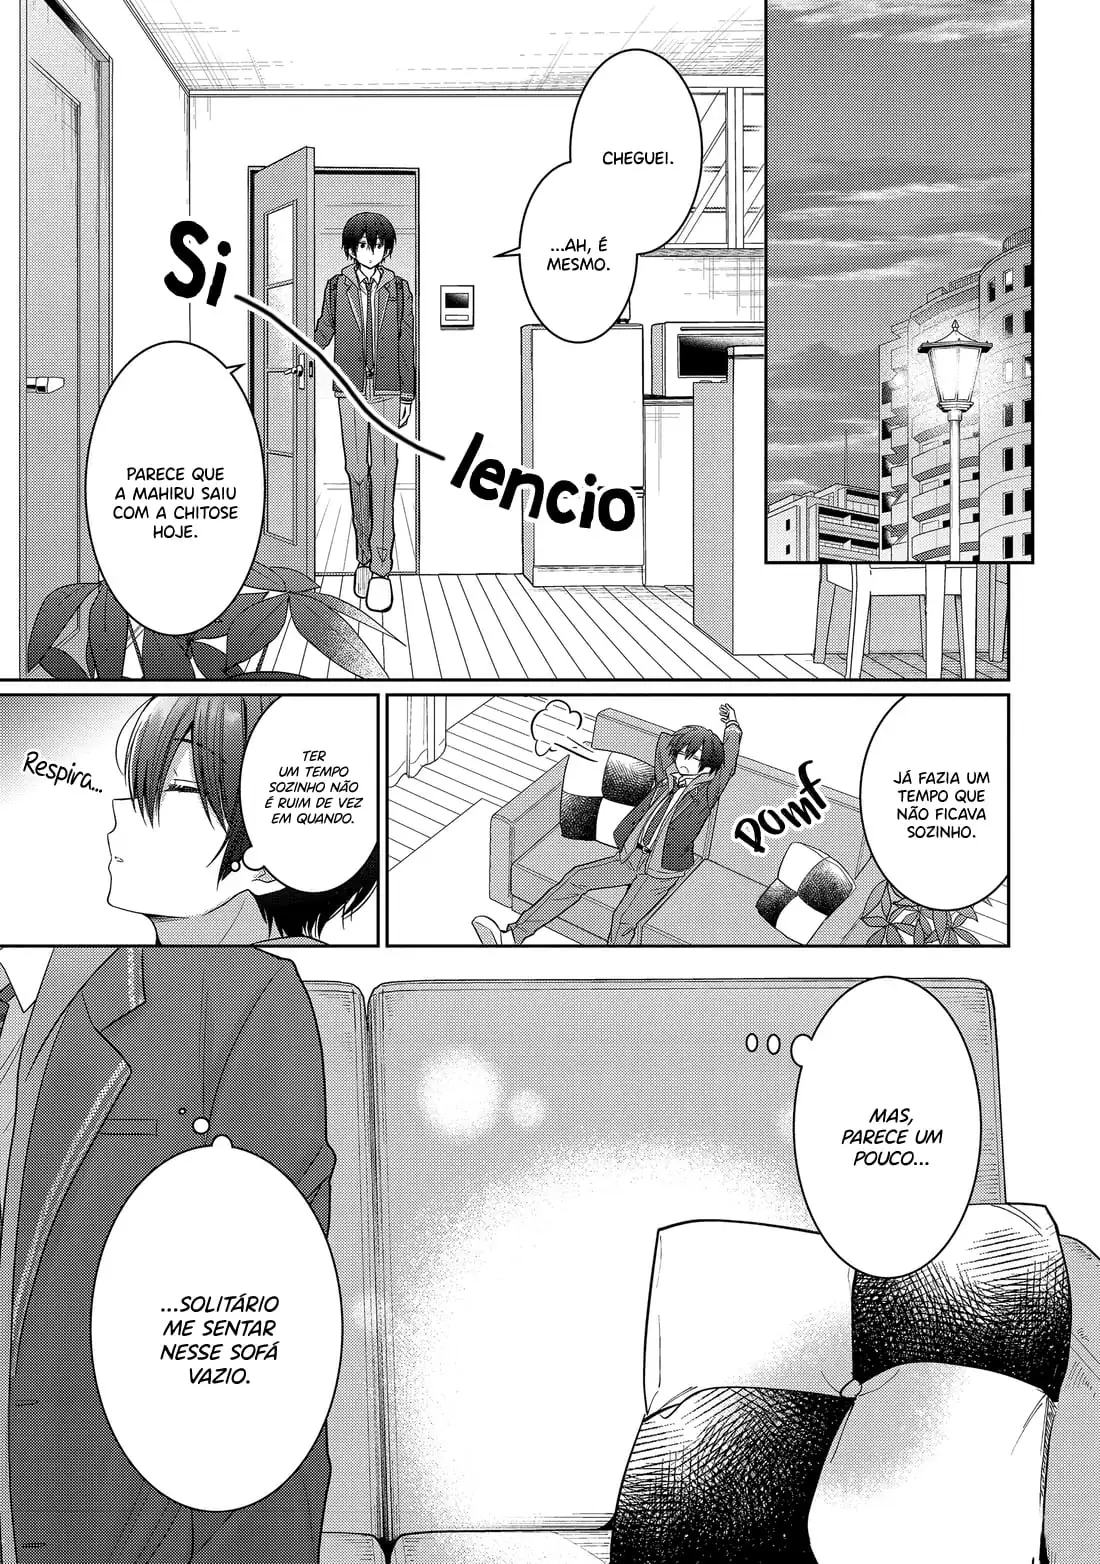 CHEGUEI.
...AH, É
MESMO.
Si
lencio
PARECE QUE
A MAHIRU SAIU
COM A CHITOSE
HOJE.
JÁ FAZIA UM
TEMPO QUE
NÃO FICAVA
SOZINHO.
POMF
TER
UM TEMPO
SOZINHO NÃO
É RUIM DE VEZ
EM QUANDO.
Respira...
MAS,
PARECE UM
POUCO...
...SOLITÁRIO
ME SENTAR
NESSE SOFÁ
VAZIO.